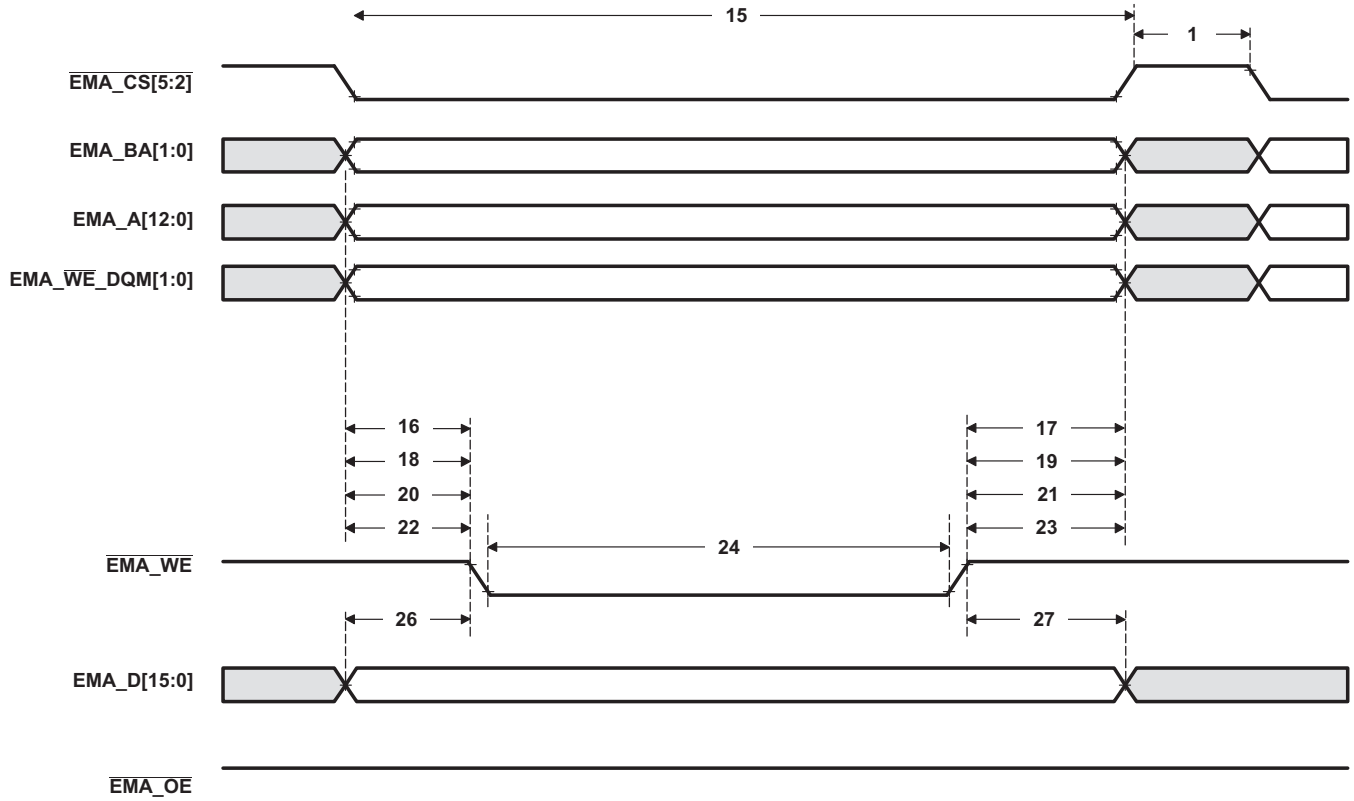 15
1
EMA_CS[5:2]
EMA_BA[1:0]
EMA_A[12:0]
EMA_WE_DQM[1:0]
16 17
18 19
20 21
22 23
24
EMA_WE
26 27
EMA_D[15:0]
EMA_OE